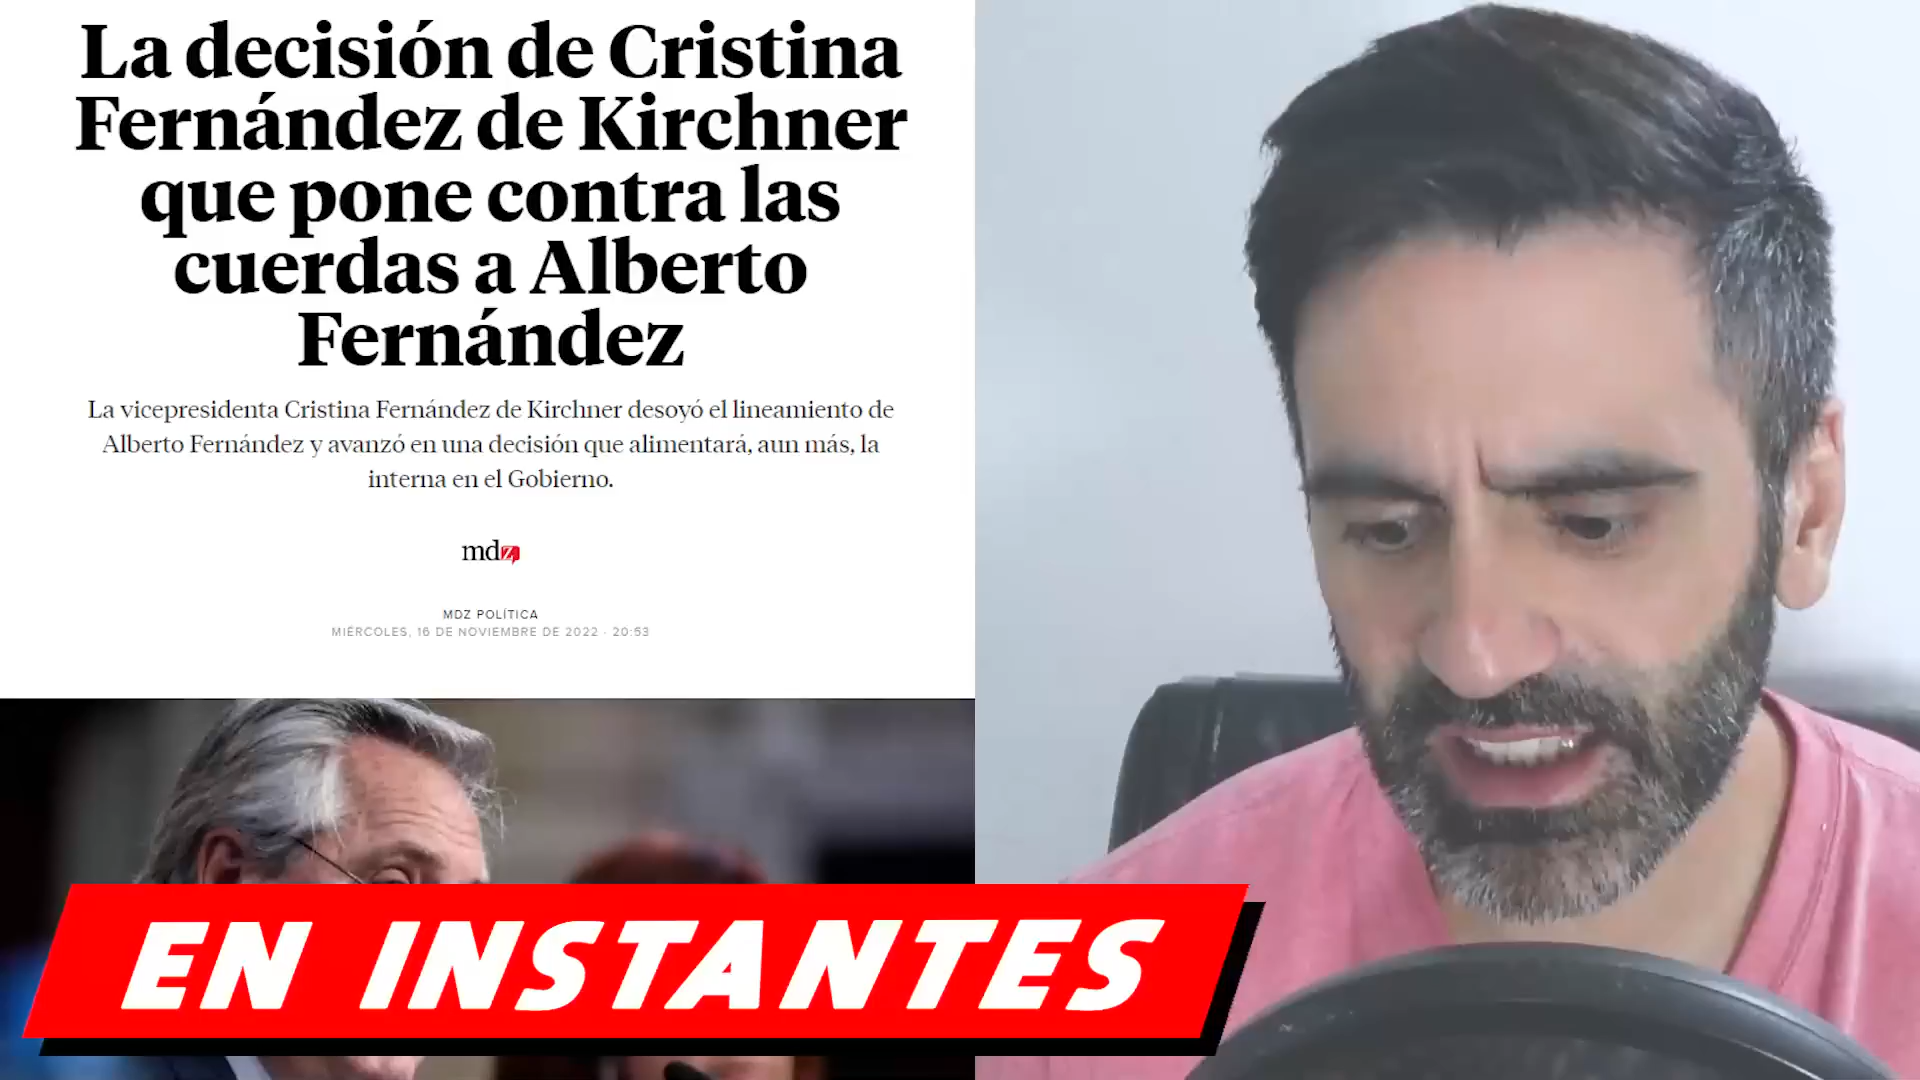 La decisión de Cristina
Fernández de Kirchner
que pone contra las
cuerdas a Alberto
Fernández
La vicepresidenta Cristina Fernández de Kirchner desoyó el lineamiento de
Alberto Fernández y avanzó en una decisión que alimentará, aun más, la
interna en el Gobierno.
mdz
MDZ POLÍTICA
MIÉRCOLES, 16 DE NOVIEMBRE DE 2022 · 20:53
EN INSTANTES